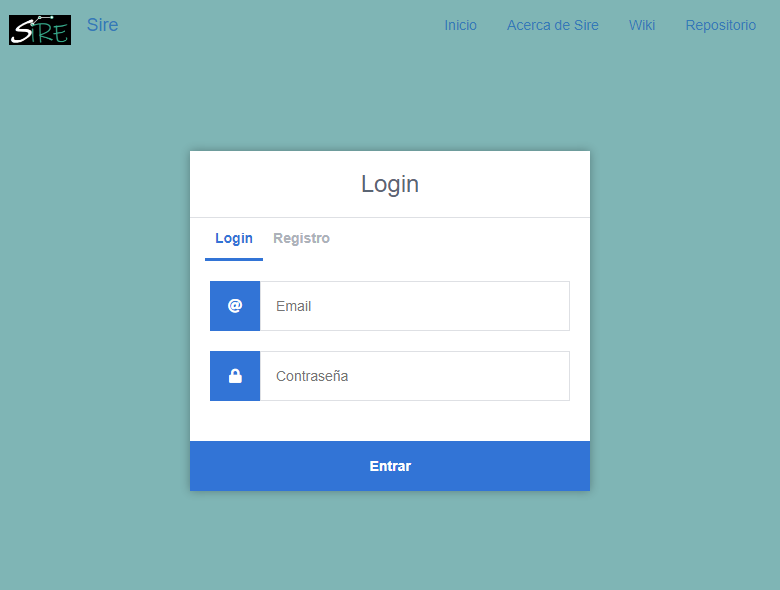 SiRE Sire Inicio Acerca de Sire Wiki Repositorio
Login
Login Registro
@ Email
Contraseña
Entrar